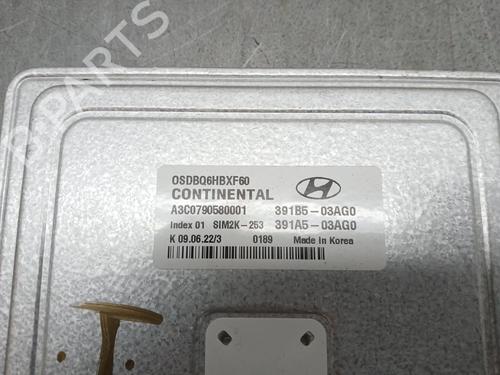 OSDBQ6HBXF60
CONTINENTAL
A3C0790580001 391B5-03AG0
Index 01 SIM2K-253 391A5-03AG0
K 09.06.22/3 0189 Made in Korea
B-PARTS